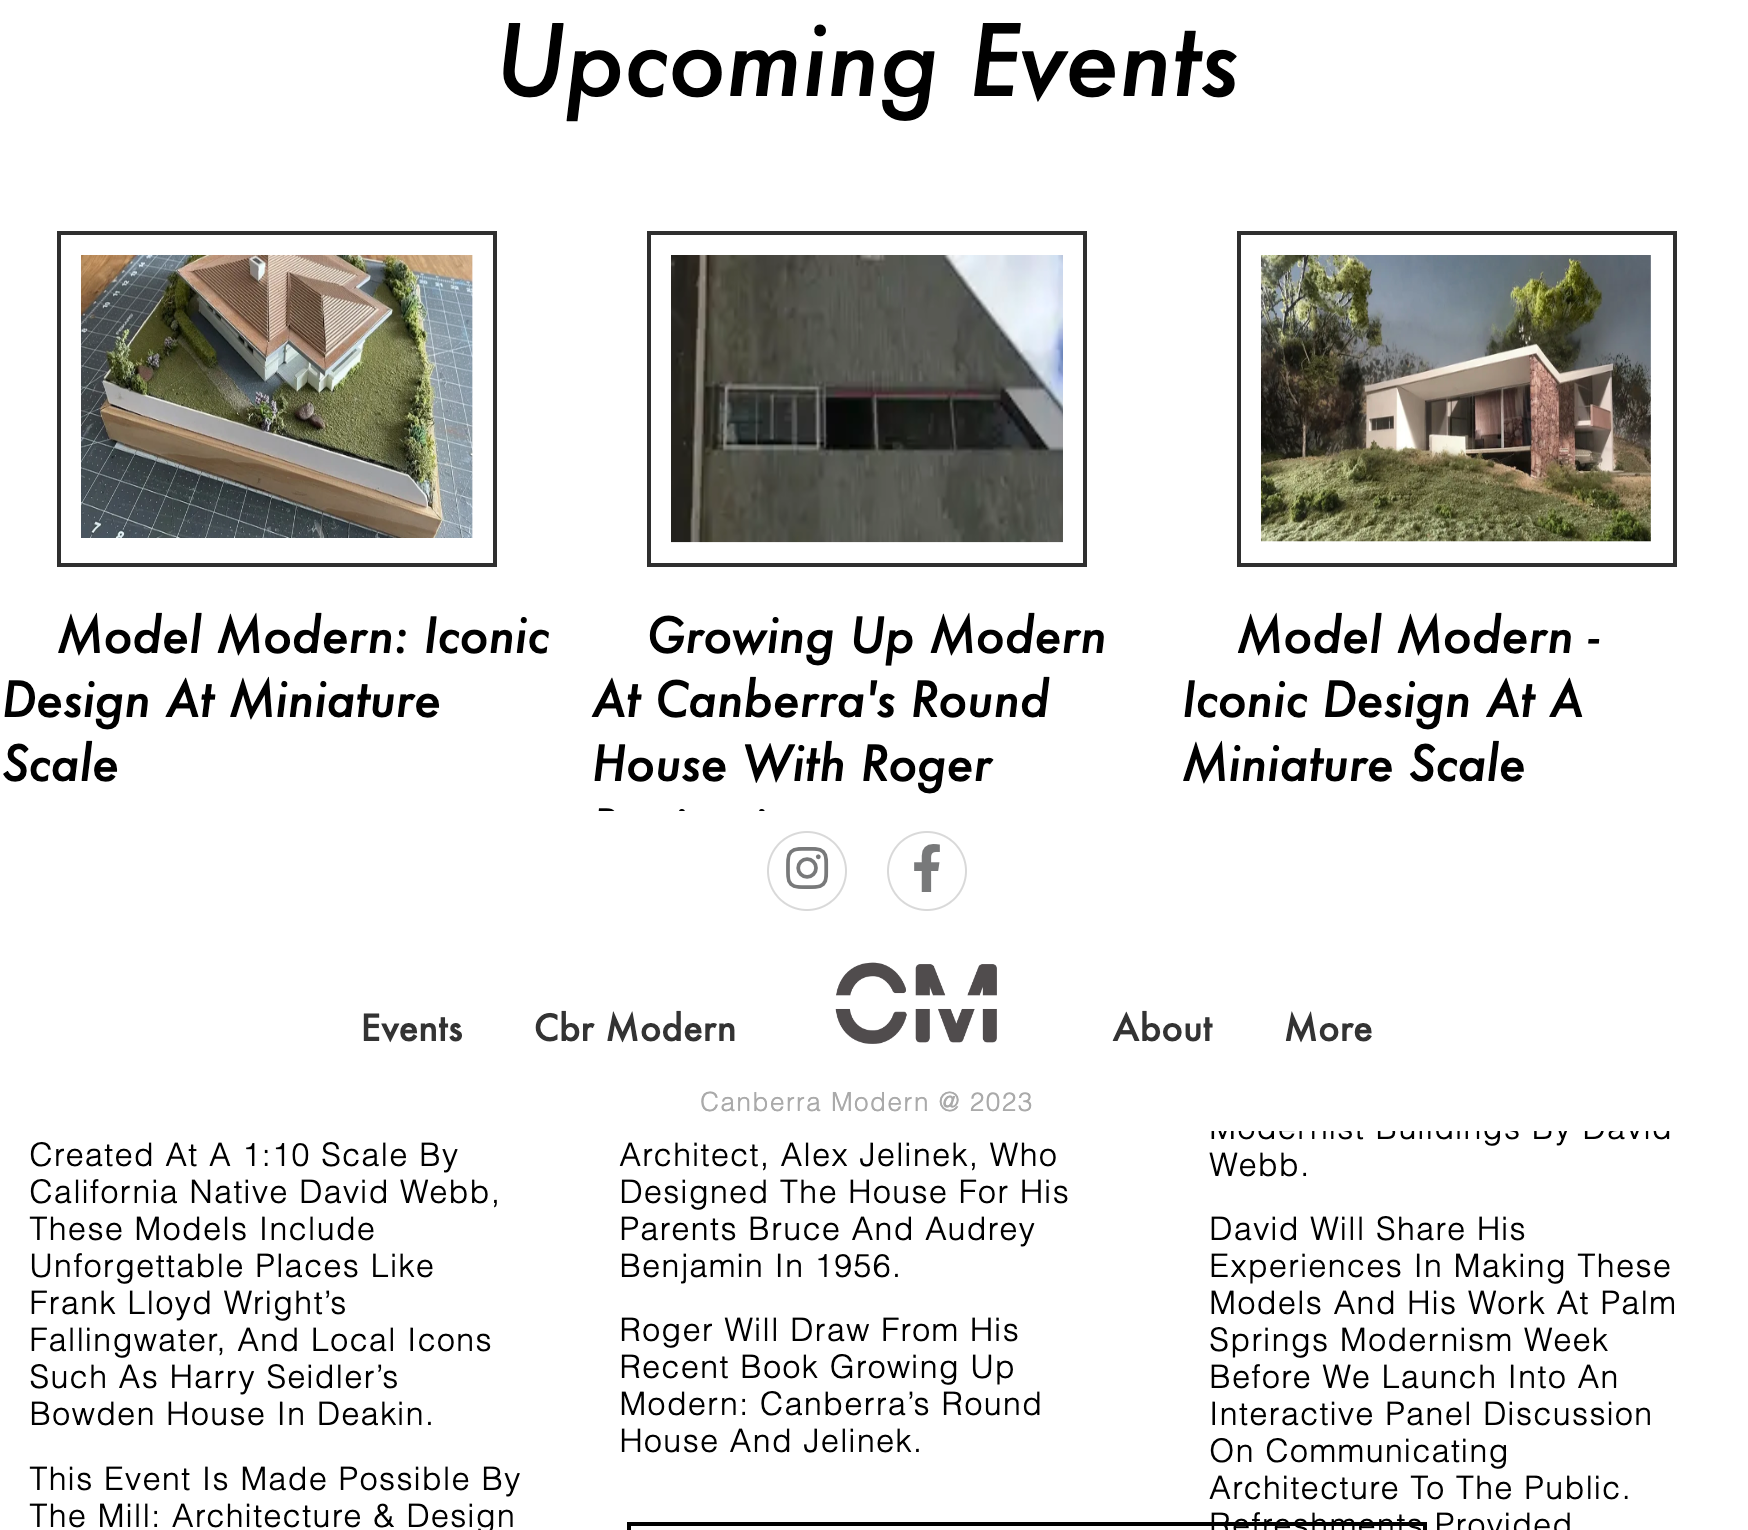 Upcoming Events
Model Modern: Iconic
Design At Miniature
Scale
Growing Up Modern
At Canberra's Round
House With Roger
Model Modern -
Iconic Design At A
Miniature Scale
Events
Cbr Modern
CM
About
More
Canberra Modern @ 2023
Created At A 1:10 Scale By
California Native David Webb,
These Models Include
Unforgettable Places Like
Frank Lloyd Wright’s
Fallingwater, And Local Icons
Such As Harry Seidler’s
Bowden House In Deakin.
This Event Is Made Possible By
The Mill: Architecture & Design
Architect, Alex Jelinek, Who
Designed The House For His
Parents Bruce And Audrey
Benjamin In 1956.
Roger Will Draw From His
Recent Book Growing Up
Modern: Canberra’s Round
House And Jelinek.
Modernist Buildings By David
Webb.
David Will Share His
Experiences In Making These
Models And His Work At Palm
Springs Modernism Week
Before We Launch Into An
Interactive Panel Discussion
On Communicating
Architecture To The Public.
Refreshments Provided